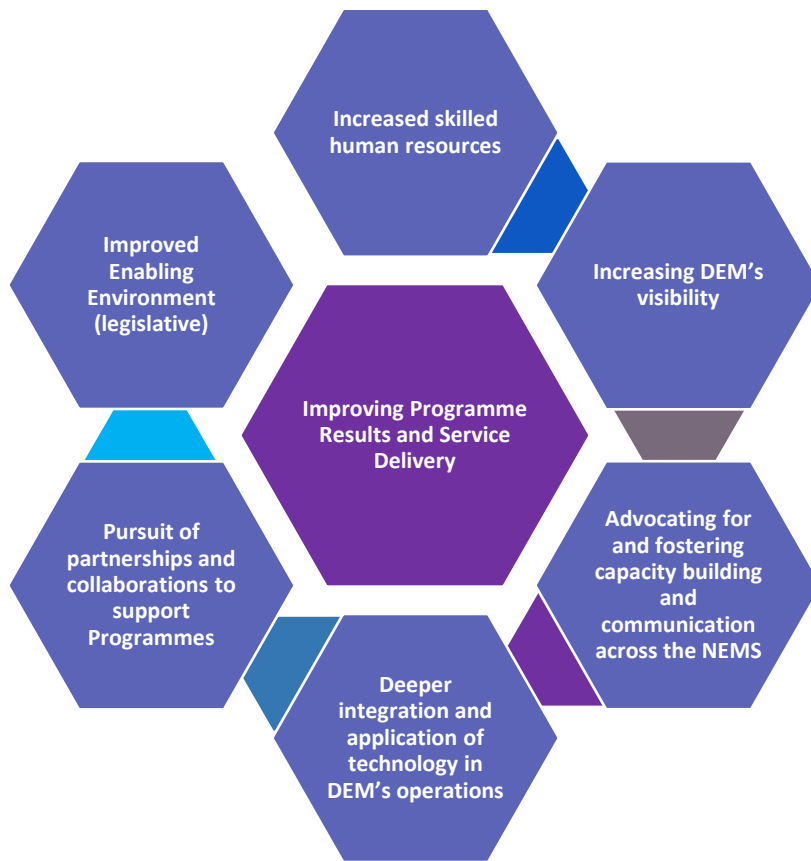 Increased skilled
human resources
Increasing DEM’s
visibility
Advocating for
and fostering
capacity building
and
communication
across the NEMS
Deeper
integration and
application of
technology in
DEM’s operations
Pursuit of
partnerships and
collaborations to
support
Programmes
Improved
Enabling
Environment
(legislative)
Improving Programme
Results and Service
Delivery